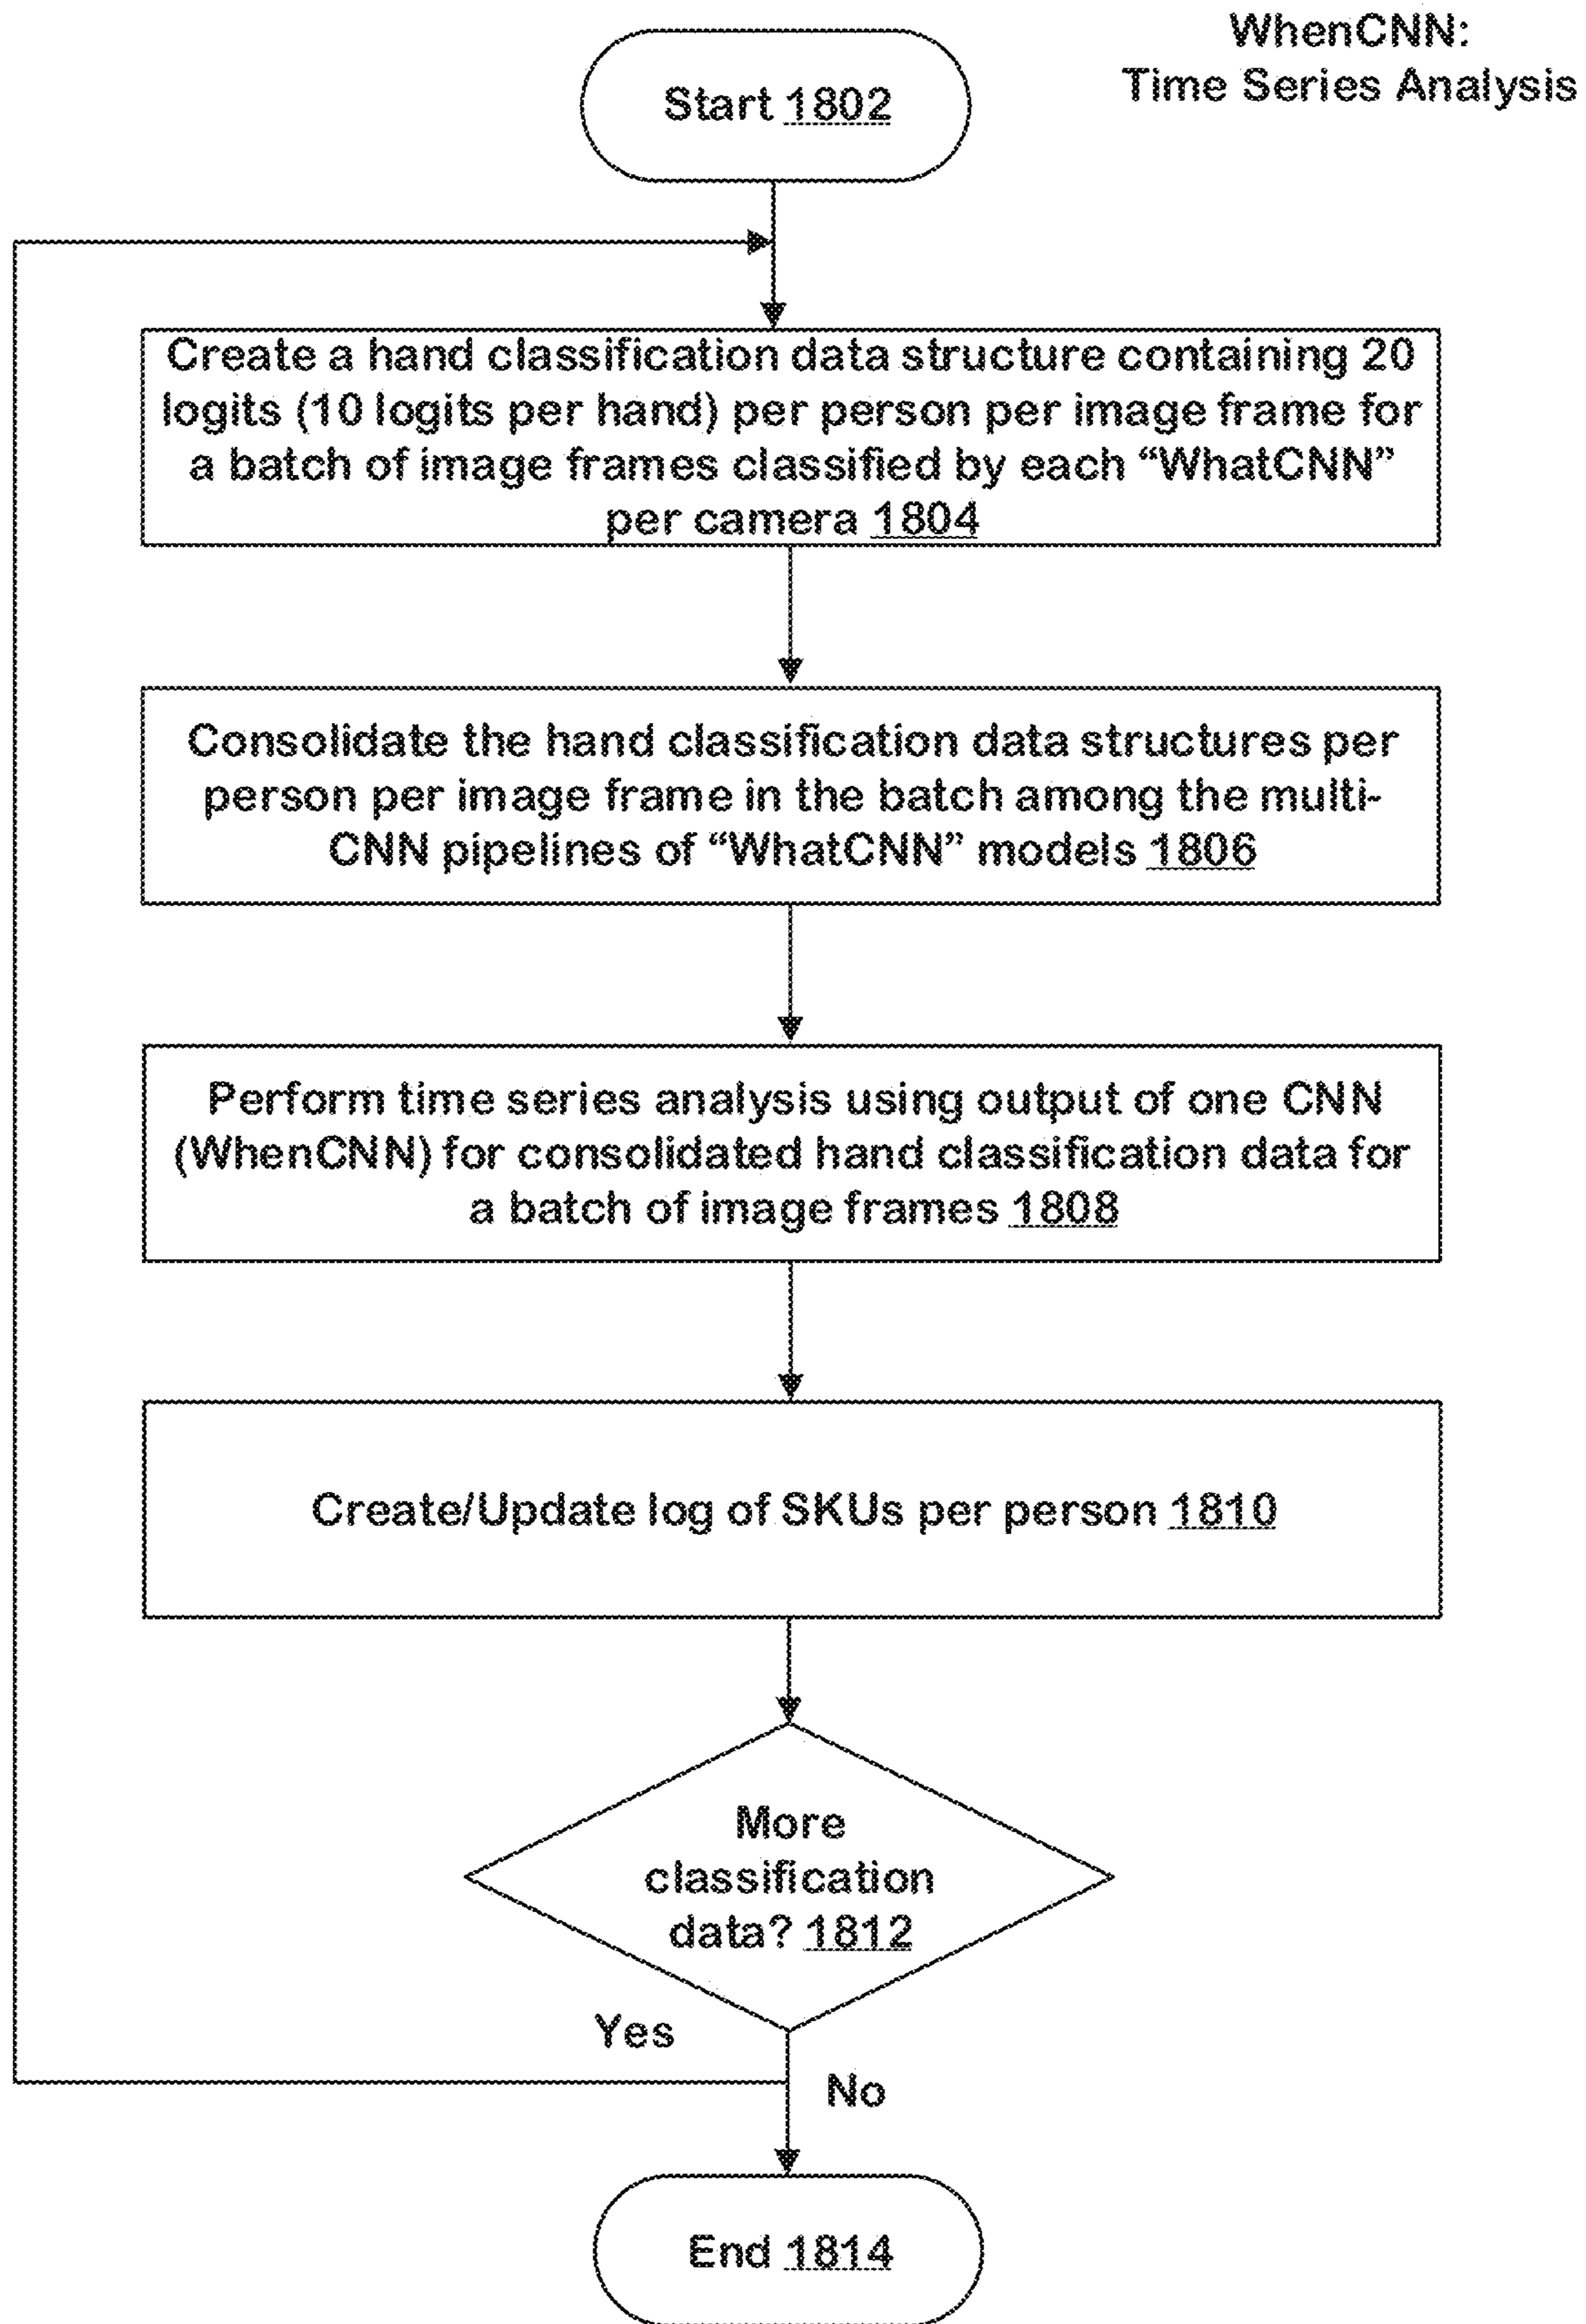 WhenCNN:
Time Series Analysis
Start 1802
Create a hand classification data structure containing 20
logits (10 logits per hand) per person per image frame for
a batch of image frames classified by each “WhatCNN”
per camera 1804
Consolidate the hand classification data structures per
person per image frame in the batch among the multi-
CNN pipelines of “WhatCNN” models 1806
Perform time series analysis using output of one CNN
(WhenCNN) for consolidated hand classification data for
a batch of image frames 1808
Create/Update log of SKUs per person 1810
More
classification
data? 1812
Yes
No
End 1814